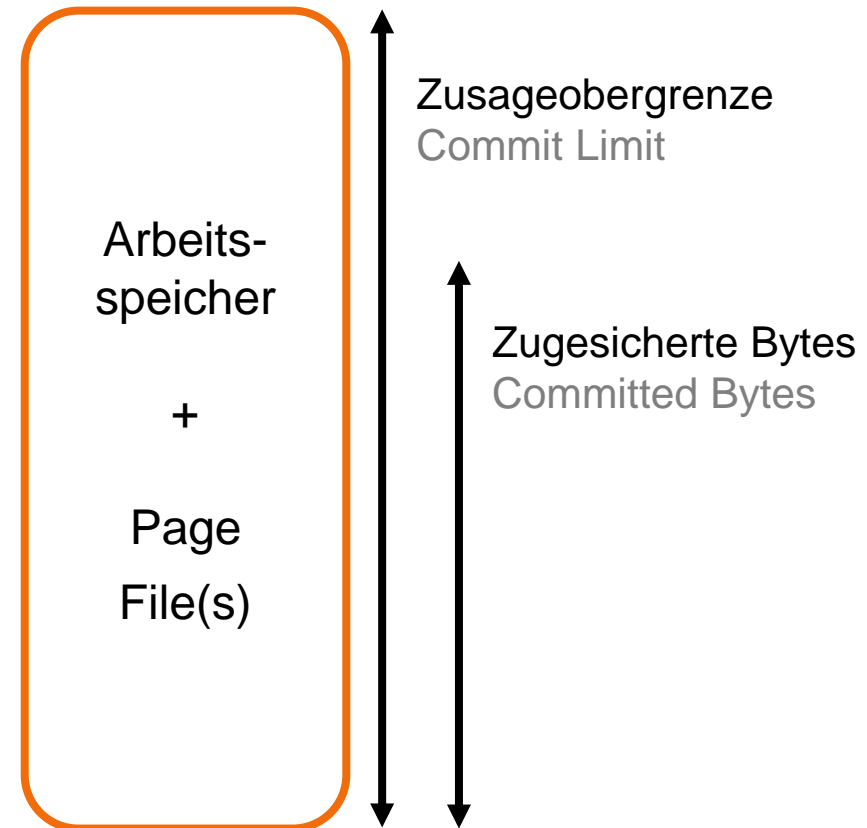 Zusageobergrenze
Commit Limit
Arbeits-
speicher
+
Page
File(s)
Zugesicherte Bytes
Committed Bytes